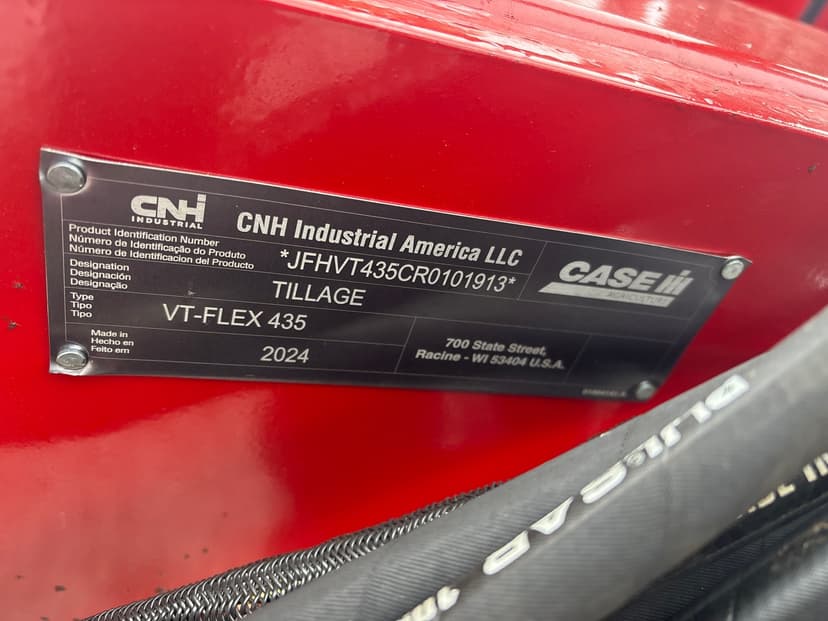 CNH
INDUSTRIAL
CNH Industrial America LLC
Product Identification Number
Número de Identificação do Produto
Número de Identificacion del Producto
*JFHVT435CR0101913*
CASE IH
AGRICULTURE
Designation
Designación
Designação
TILLAGE
Type
Tipo
Tipo
VT-FLEX 435
Made in
Hecho en
Feito em
2024
700 State Street,
Racine - WI 53404 U.S.A.